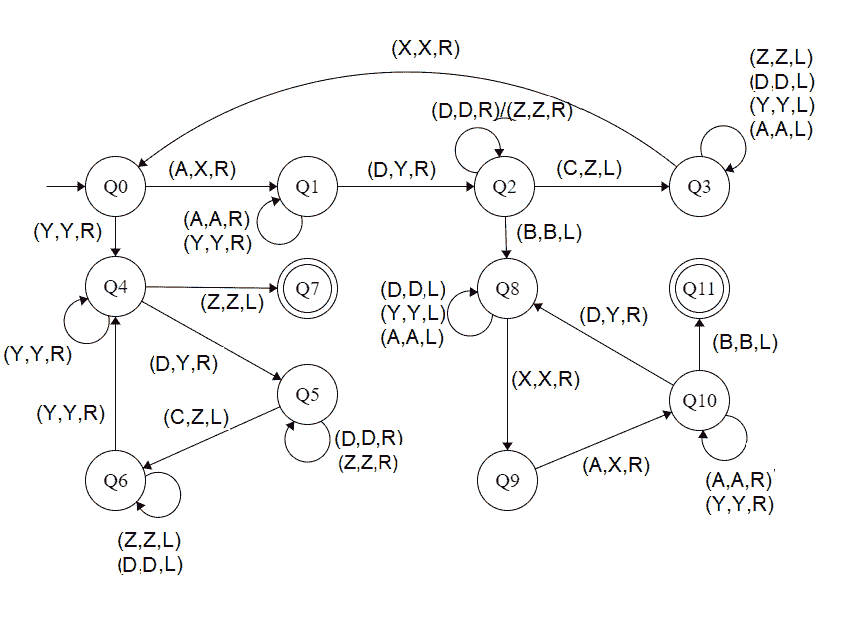 (X,X,R)
(Z,Z,L)
(D,D,L)
(Y,Y,L)
(A,A,L)
(D,D,R)/(Z,Z,R)
Q0
(A,X,R)
Q1
(D,Y,R)
Q2
(C,Z,L)
Q3
(A,A,R)
(Y,Y,R)
(Y,Y,R)
(B,B,L)
Q4
(Z,Z,L)
Q7
(D,D,L)
(Y,Y,L)
(A,A,L)
Q8
(D,Y,R)
Q11
(Y,Y,R)
(D,Y,R)
(B,B,L)
(X,X,R)
Q5
Q10
(Y,Y,R)
(C,Z,L)
(D,D,R)
(Z,Z,R)
Q6
Q9
(A,X,R)
(A,A,R)
(Y,Y,R)
(Z,Z,L)
(D,D,L)